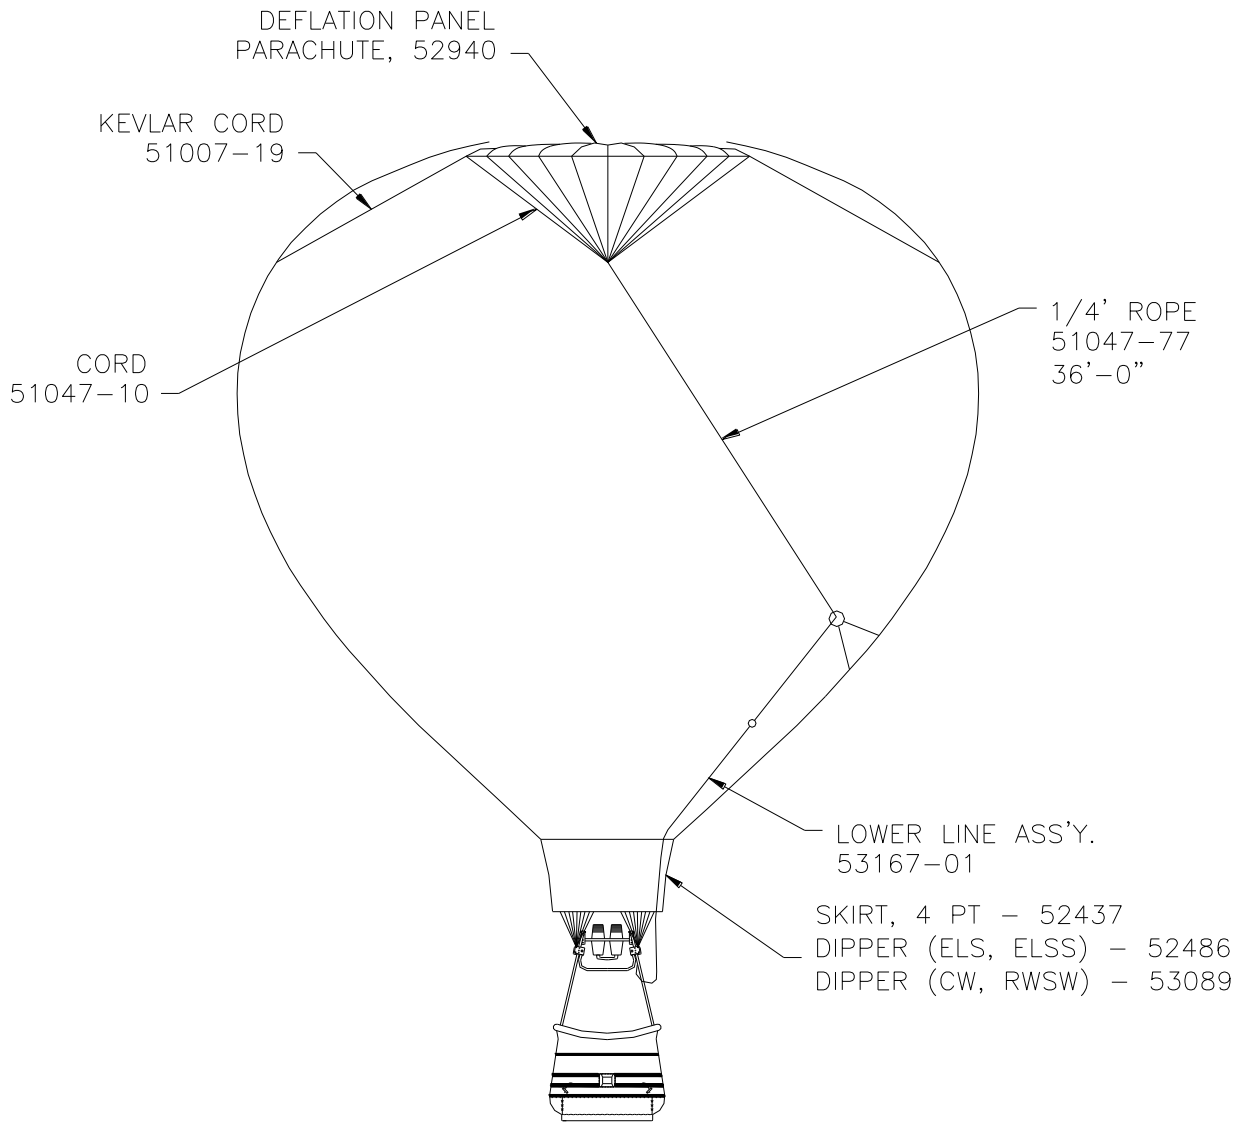 DEFLATION PANEL
PARACHUTE, 52940
KEVLAR CORD
51007-19
CORD
51047-10
1/4' ROPE
51047-77
36'-0"
LOWER LINE ASS'Y.
53167-01
SKIRT, 4 PT - 52437
DIPPER (ELS, ELSS) - 52486
DIPPER (CW, RWSW) - 53089